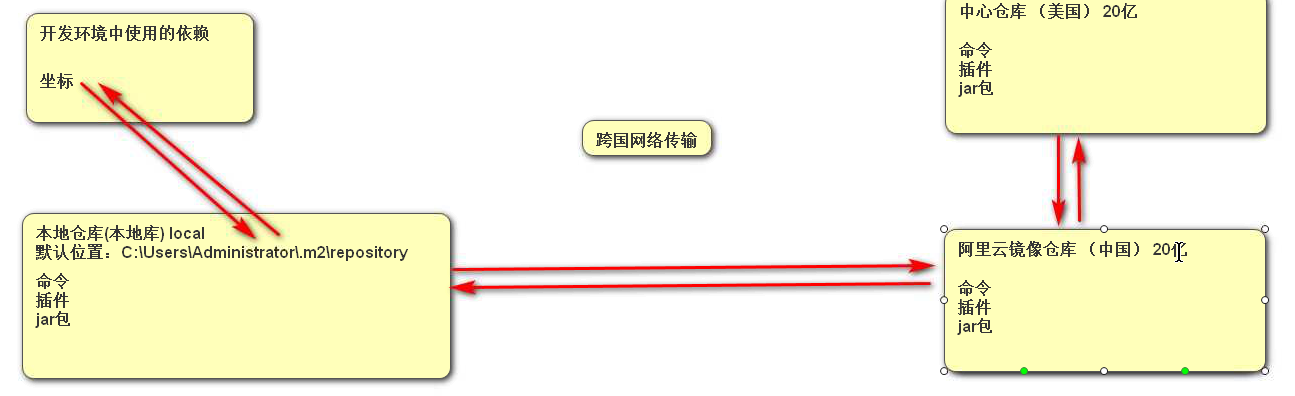 开发环境中使用的依赖
坐标
中心仓库 （美国） 20亿
命令
插件
jar包
跨国网络传输
本地仓库(本地库) local
默认位置：C:\Users\Administrator\.m2\repository
命令
插件
jar包
阿里云镜像仓库 （中国） 20亿
命令
插件
jar包